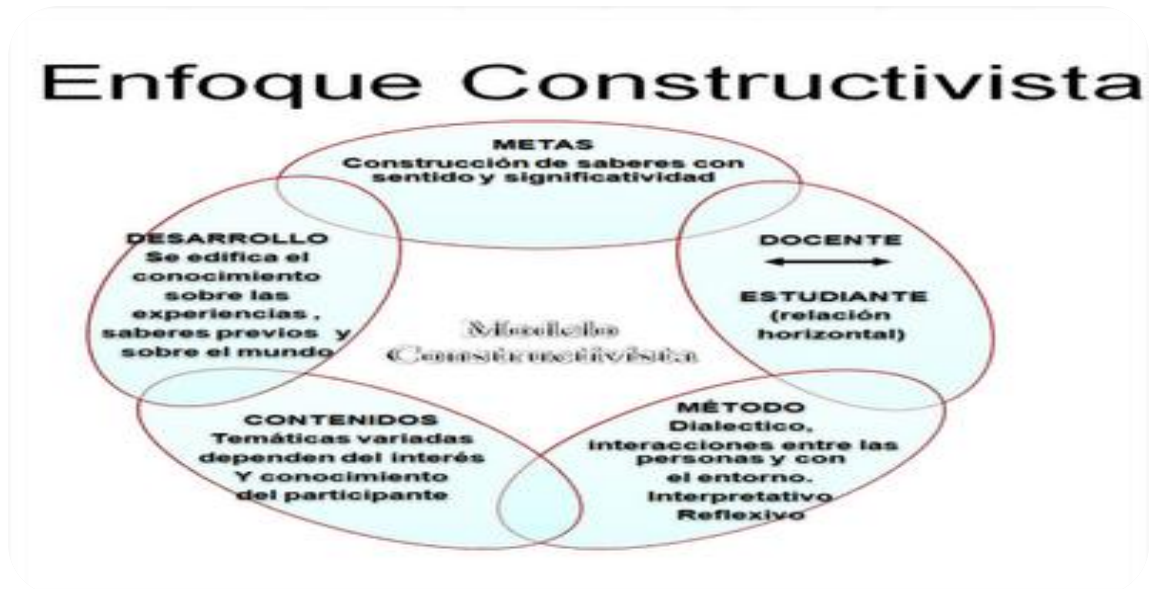 Enfoque Constructivista
METAS
Construcción de saberes con
sentido y significatividad
DESARROLLO
Se edifica el
conocimiento
sobre las
experiencias ,
saberes previos y
sobre el mundo
DOCENTE
ESTUDIANTE
(relación
horizontal)
Modelo
Constructivista
CONTENIDOS
Temáticas variadas
dependen del interés
Y conocimiento
del participante
MÉTODO
Dialectico,
interacciones entre las
personas y con
el entorno.
Interpretativo
Reflexivo